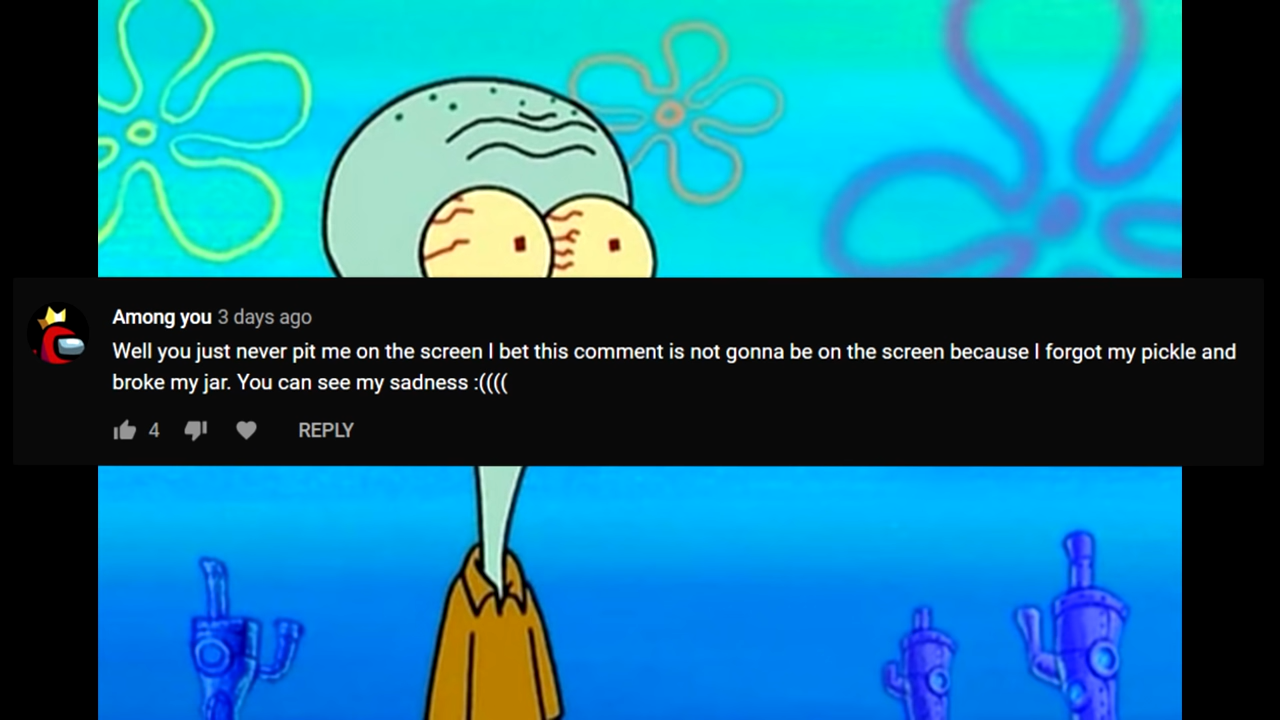 Among you 3 days ago
Well you just never pit me on the screen I bet this comment is not gonna be on the screen because I forgot my pickle and
broke my jar. You can see my sadness :((((
4 REPLY